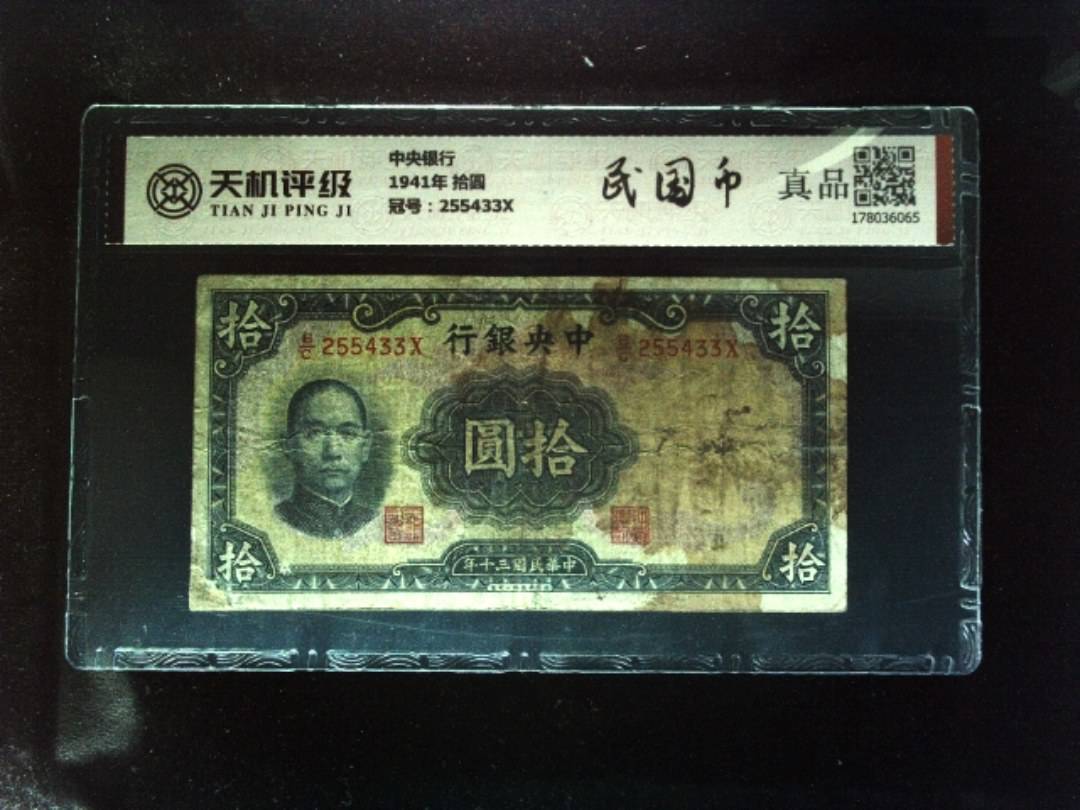 天机评级
TIAN JI PING JI
中央银行
1941年 拾圆
冠号：255433X
民国币
真品
178036065
拾
拾
行銀央中
B/C 255433X
255433X
圓拾
拾
拾
年十三國民華中